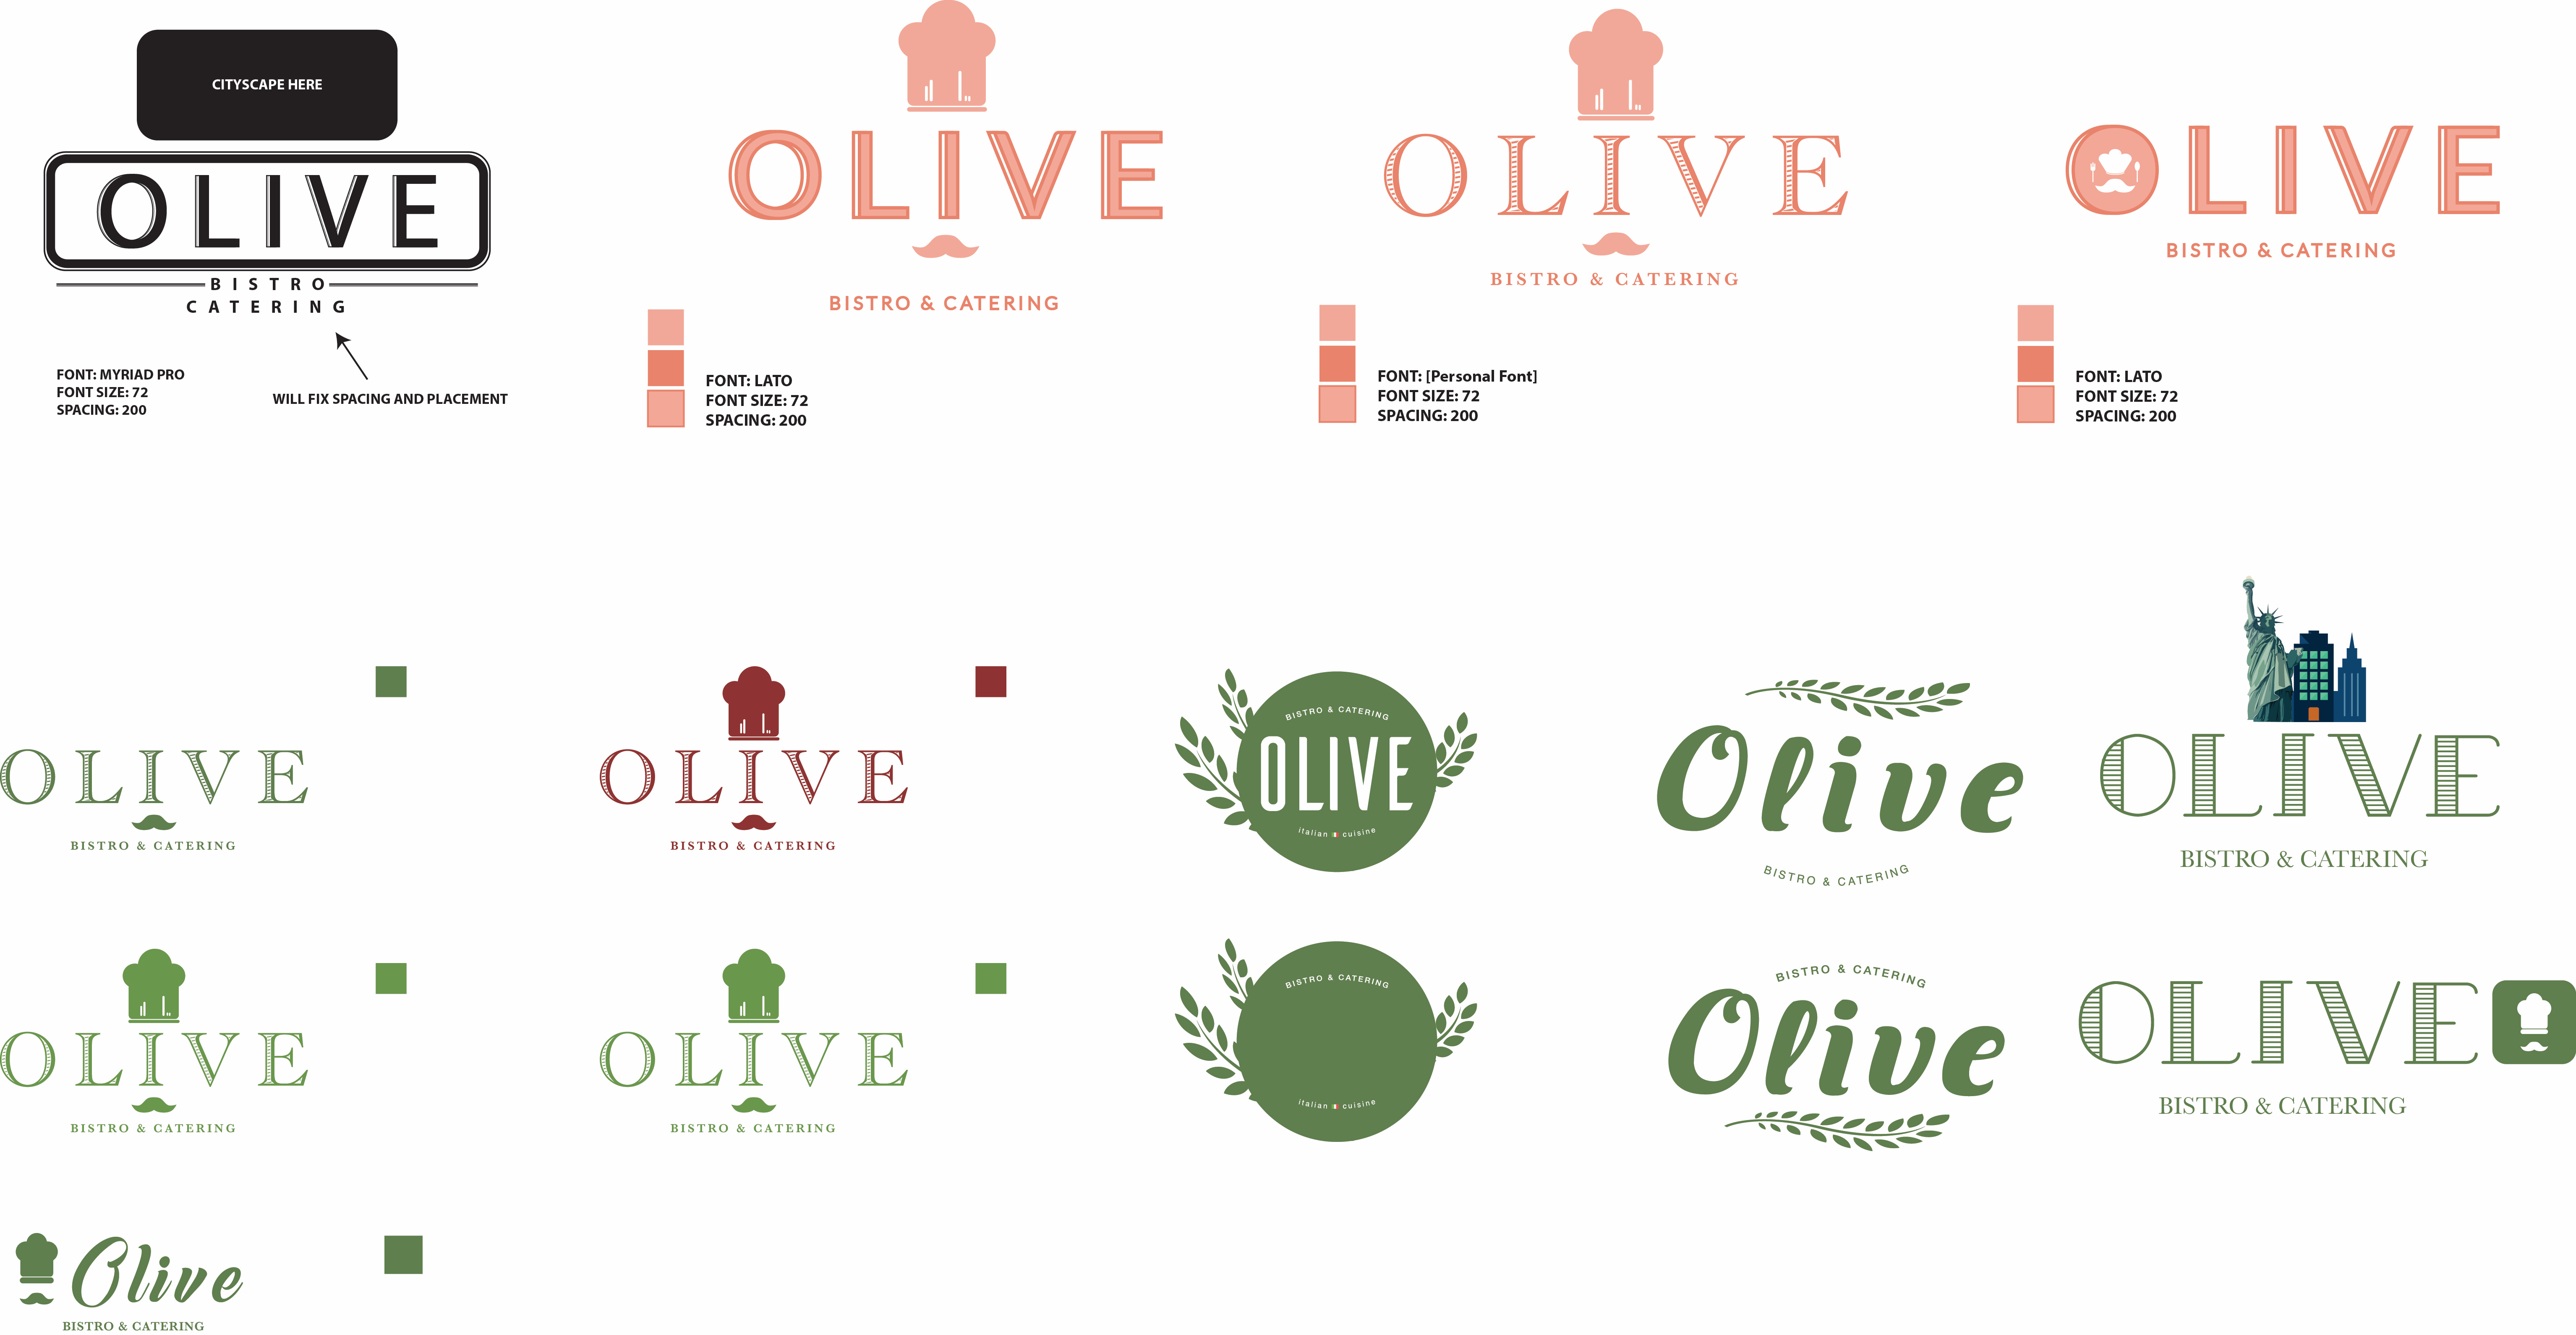 CITYSCAPE HERE
OLIVE
BISTRO
CATERING
FONT: MYRIAD PRO
FONT SIZE: 72
SPACING: 200
WILL FIX SPACING AND PLACEMENT
OLIVE
BISTRO & CATERING
FONT: LATO
FONT SIZE: 72
SPACING: 200
OLIVE
BISTRO & CATERING
FONT: [Personal Font]
FONT SIZE: 72
SPACING: 200
OLIVE
BISTRO & CATERING
FONT: LATO
FONT SIZE: 72
SPACING: 200
OLIVE
BISTRO & CATERING
OLIVE
BISTRO & CATERING
BISTRO & CATERING
OLIVE
italian cuisine
Olive
BISTRO & CATERING
OLIVE
BISTRO & CATERING
OLIVE
BISTRO & CATERING
OLIVE
BISTRO & CATERING
BISTRO & CATERING
italian cuisine
BISTRO & CATERING
Olive
OLIVE
BISTRO & CATERING
Olive
BISTRO & CATERING